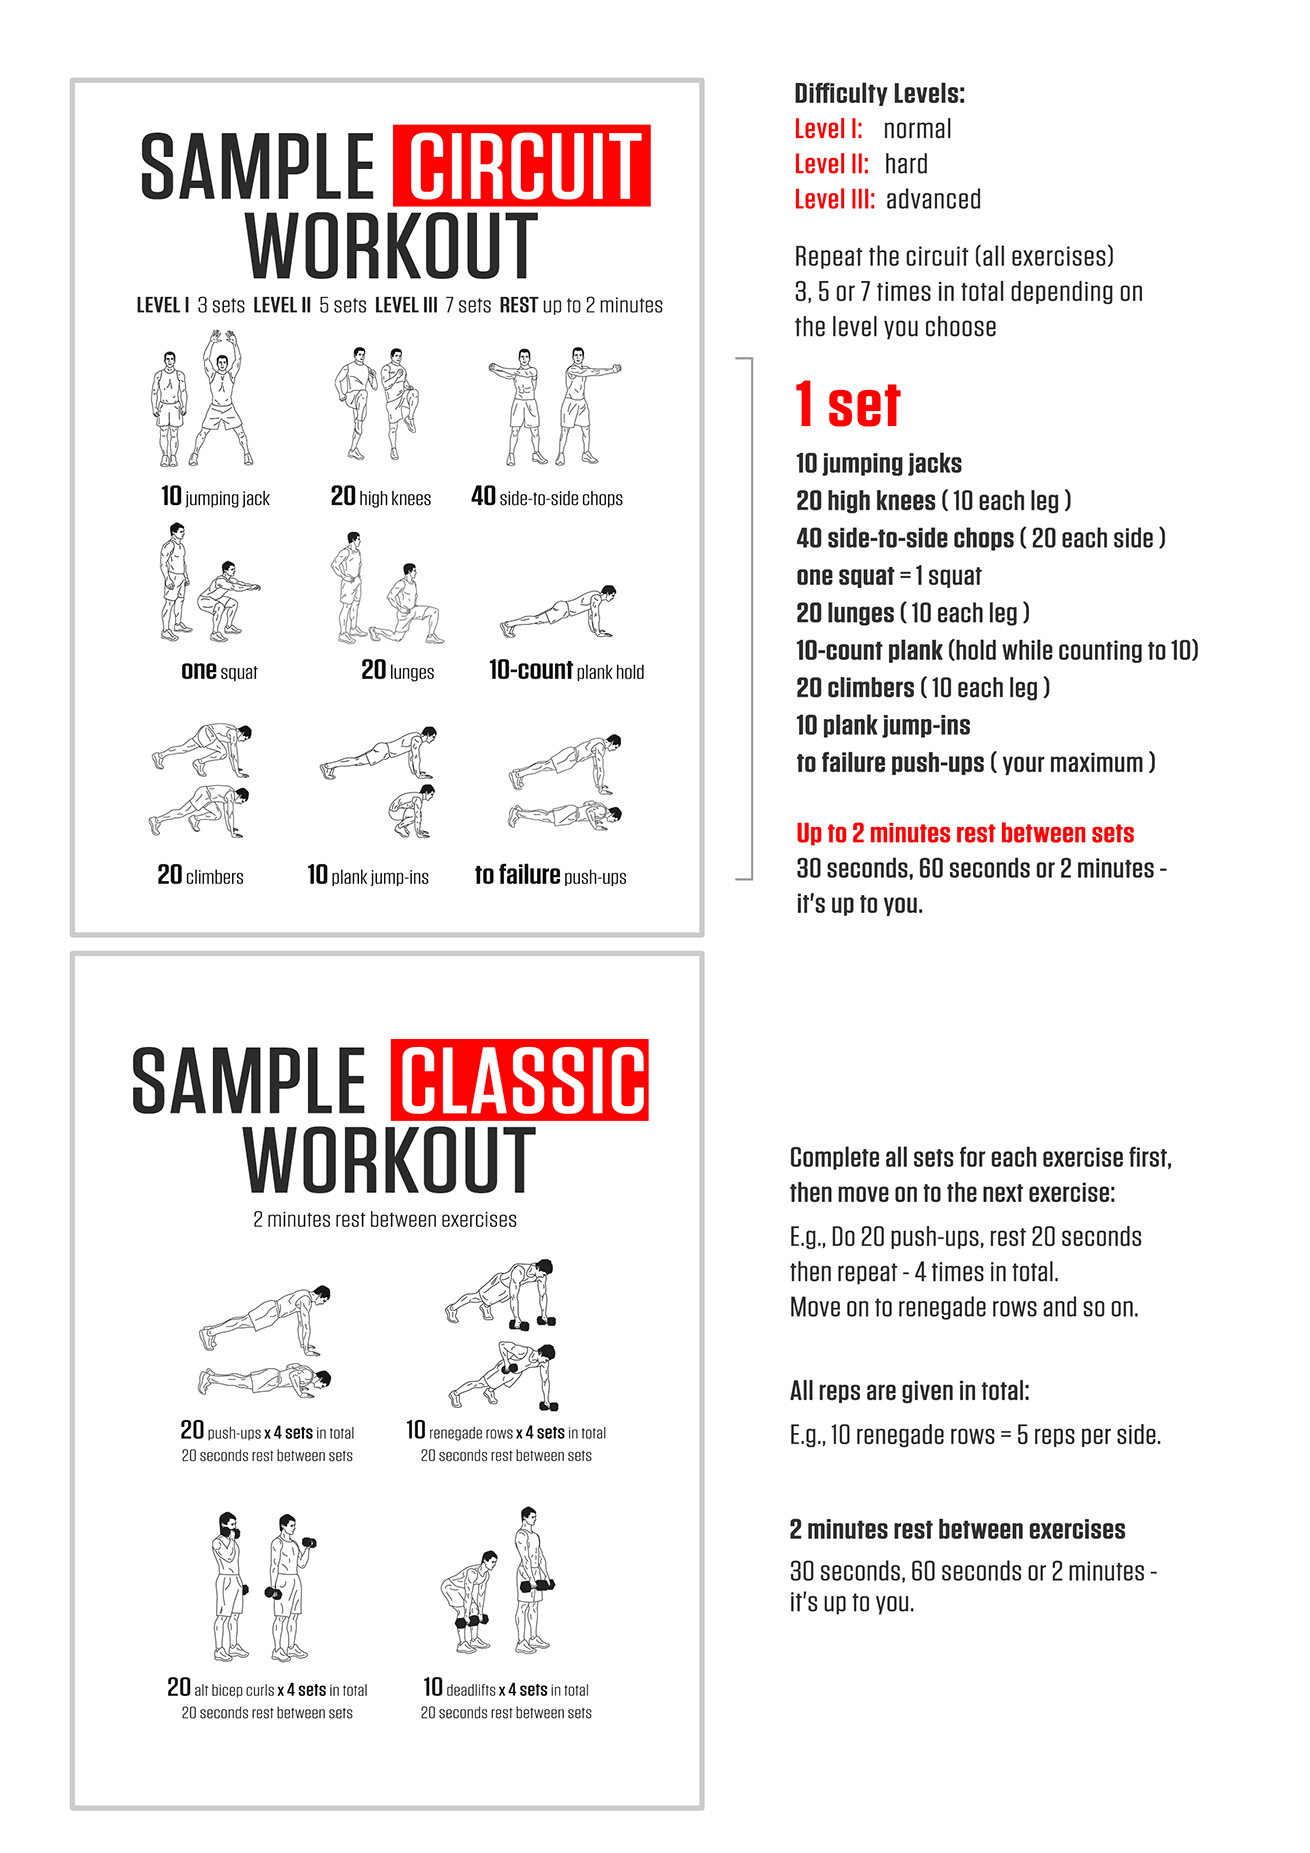 SAMPLE CIRCUIT
WORKOUT
LEVEL I 3 sets LEVEL II 5 sets LEVEL III 7 sets REST up to 2 minutes
10 jumping jack
20 high knees
40 side-to-side chops
one squat
20 lunges
10-count plank hold
20 climbers
10 plank jump-ins
to failure push-ups
Difficulty Levels:
Level I: normal
Level II: hard
Level III: advanced
Repeat the circuit (all exercises)
3, 5 or 7 times in total depending on
the level you choose
1 set
10 jumping jacks
20 high knees ( 10 each leg )
40 side-to-side chops ( 20 each side )
one squat = 1 squat
20 lunges ( 10 each leg )
10-count plank (hold while counting to 10)
20 climbers ( 10 each leg )
10 plank jump-ins
to failure push-ups ( your maximum )
Up to 2 minutes rest between sets
30 seconds, 60 seconds or 2 minutes -
it's up to you.
SAMPLE CLASSIC
WORKOUT
2 minutes rest between exercises
20 push-ups x 4 sets in total
20 seconds rest between sets
10 renegade rows x 4 sets in total
20 seconds rest between sets
20 alt bicep curls x 4 sets in total
20 seconds rest between sets
10 deadlifts x 4 sets in total
20 seconds rest between sets
Complete all sets for each exercise first,
then move on to the next exercise:
E.g., Do 20 push-ups, rest 20 seconds
then repeat - 4 times in total.
Move on to renegade rows and so on.
All reps are given in total:
E.g., 10 renegade rows = 5 reps per side.
2 minutes rest between exercises
30 seconds, 60 seconds or 2 minutes -
it's up to you.